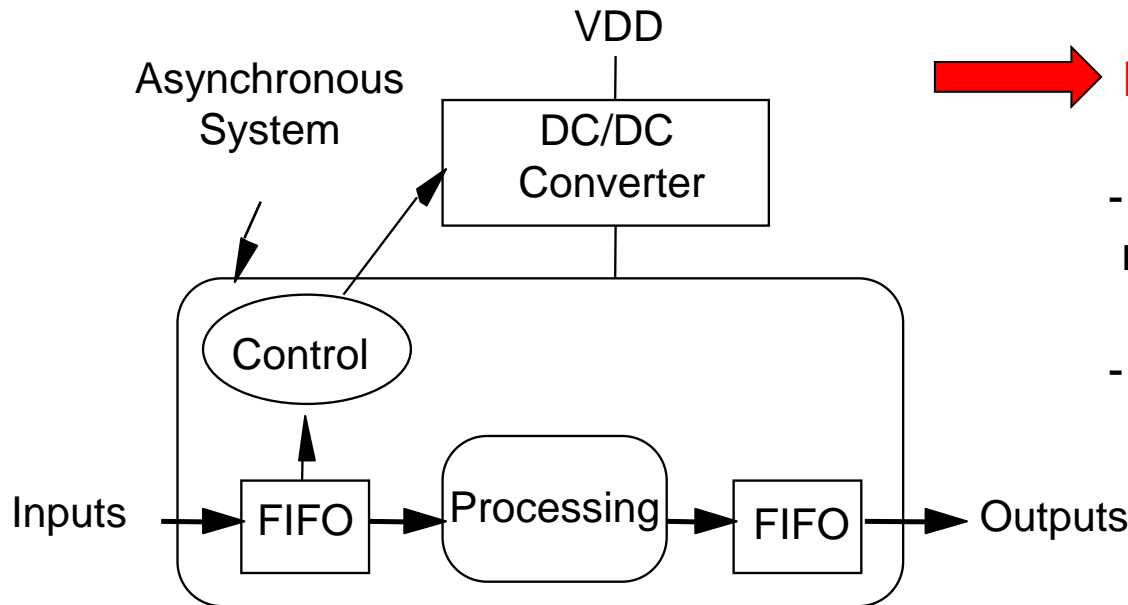 VDD
Asynchronous
System
DC/DC
Converter
-
-
Control
Inputs
FIFO
Processing
FIFO
Outputs